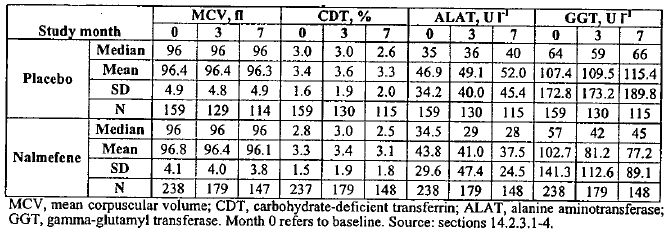 Study month MCV, fl CDT, % ALAT, U l⁻¹ GGT, U l⁻¹
0 3 7 0 3 7 0 3 7 0 3 7
Placebo
Median 96 96 96 3.0 3.0 2.6 35 36 40 64 59 66
Mean 96.4 96.4 96.3 3.4 3.6 3.3 46.9 49.1 52.0 107.4 109.5 115.4
SD 4.9 4.8 4.9 1.6 1.9 2.0 34.2 40.0 45.4 172.8 173.2 189.8
N 159 129 114 159 130 115 159 130 115 159 130 115
Nalmefene
Median 96 96 96 2.8 3.0 2.5 34.5 29 28 57 42 45
Mean 96.8 96.4 96.1 3.3 3.4 3.1 43.8 41.0 37.5 102.7 81.2 77.2
SD 4.1 4.0 3.8 1.5 1.9 1.8 29.6 47.4 24.5 141.3 112.6 89.1
N 238 179 147 237 179 148 238 179 148 238 179 148
MCV, mean corpuscular volume; CDT, carbohydrate-deficient transferrin; ALAT, alanine aminotransferase;
GGT, gamma-glutamyl transferase. Month 0 refers to baseline. Source: sections 14.2.3.1-4.